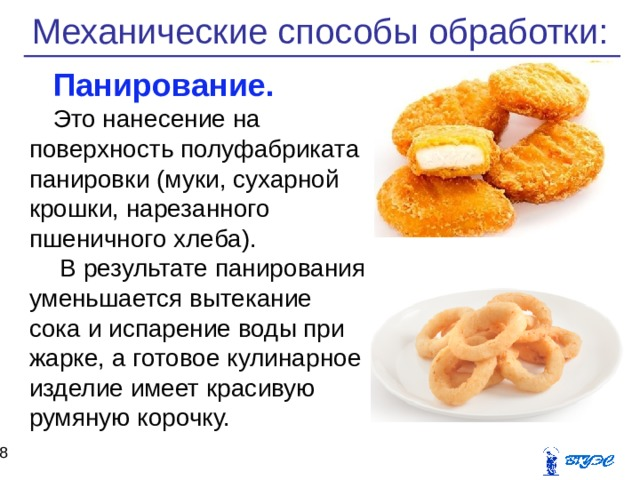 Механические способы обработки:
Панирование.
Это нанесение на
поверхность полуфабриката
панировки (муки, сухарной
крошки, нарезанного
пшеничного хлеба).
В результате панирования
уменьшается вытекание
сока и испарение воды при
жарке, а готовое кулинарное
изделие имеет красивую
румяную корочку.
8
ВГУЭС